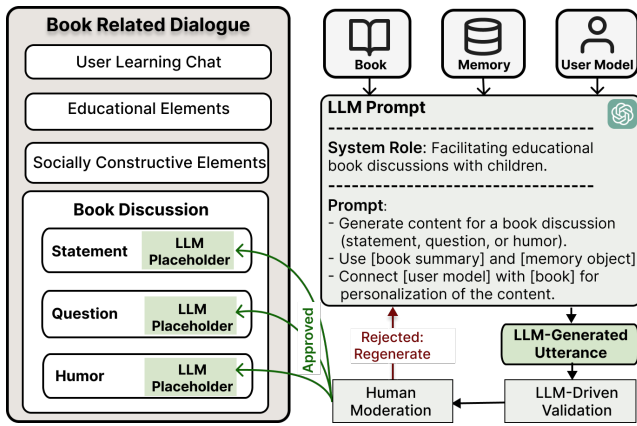 Book Related Dialogue
User Learning Chat
Educational Elements
Socially Constructive Elements
Book Discussion
Statement
LLM
Placeholder
Question
LLM
Placeholder
Humor
LLM
Placeholder
Approved
Book
Memory
User Model
LLM Prompt
System Role: Facilitating educational
book discussions with children.
Prompt:
- Generate content for a book discussion
(statement, question, or humor).
- Use [book summary] and [memory object]
- Connect [user model] with [book] for
personalization of the content.
Rejected:
Regenerate
LLM-Generated
Utterance
Human
Moderation
LLM-Driven
Validation